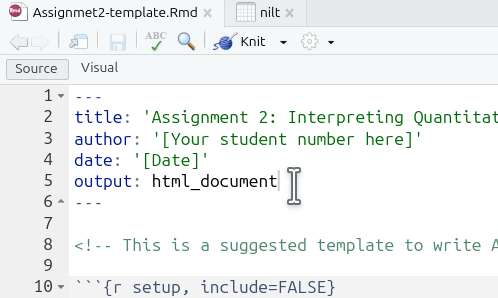 Rmd Assignmet2-template.Rmd × nilt ×
ABC Knit
Source Visual
1 ---
2 title: 'Assignment 2: Interpreting Quantitat
3 author: '[Your student number here]'
4 date: '[Date]'
5 output: html_document
6 ---
7
8 <!-- This is a suggested template to write A
9
10 ```{r setup, include=FALSE}